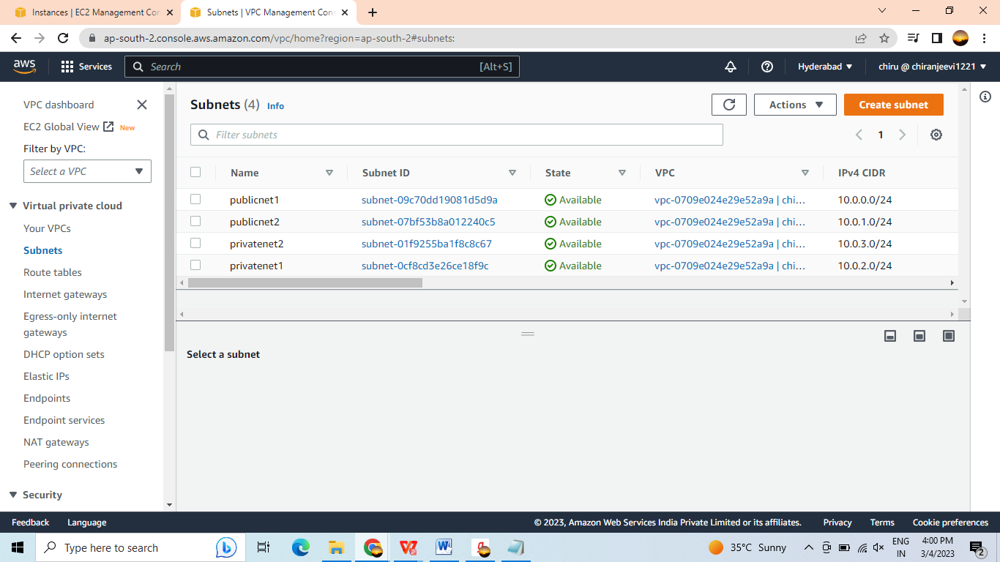 Instances | EC2 Management Con
Subnets | VPC Management Cons
ap-south-2.console.aws.amazon.com/vpc/home?region=ap-south-2#subnets:
aws
Services
Search
[Alt+S]
Hyderabad
chiru @ chiranjeevi1221
VPC dashboard
EC2 Global View
New
Filter by VPC:
Select a VPC
Virtual private cloud
Your VPCs
Subnets
Route tables
Internet gateways
Egress-only internet
gateways
DHCP option sets
Elastic IPs
Endpoints
Endpoint services
NAT gateways
Peering connections
Security
Subnets (4) Info
Actions
Create subnet
Filter subnets
1
Name Subnet ID State VPC IPv4 CIDR
publicnet1 subnet-09c70dd19081d5d9a Available vpc-0709e024e29e52a9a | chi... 10.0.0.0/24
publicnet2 subnet-07bf53b8a012240c5 Available vpc-0709e024e29e52a9a | chi... 10.0.1.0/24
privatenet2 subnet-01f9255ba1f8c8c67 Available vpc-0709e024e29e52a9a | chi... 10.0.3.0/24
privatenet1 subnet-0cf8cd3e26ce18f9c Available vpc-0709e024e29e52a9a | chi... 10.0.2.0/24
Select a subnet
Feedback Language © 2023, Amazon Web Services India Private Limited or its affiliates. Privacy Terms Cookie preferences
Type here to search
35°C Sunny
ENG
IN
4:00 PM
3/4/2023
2